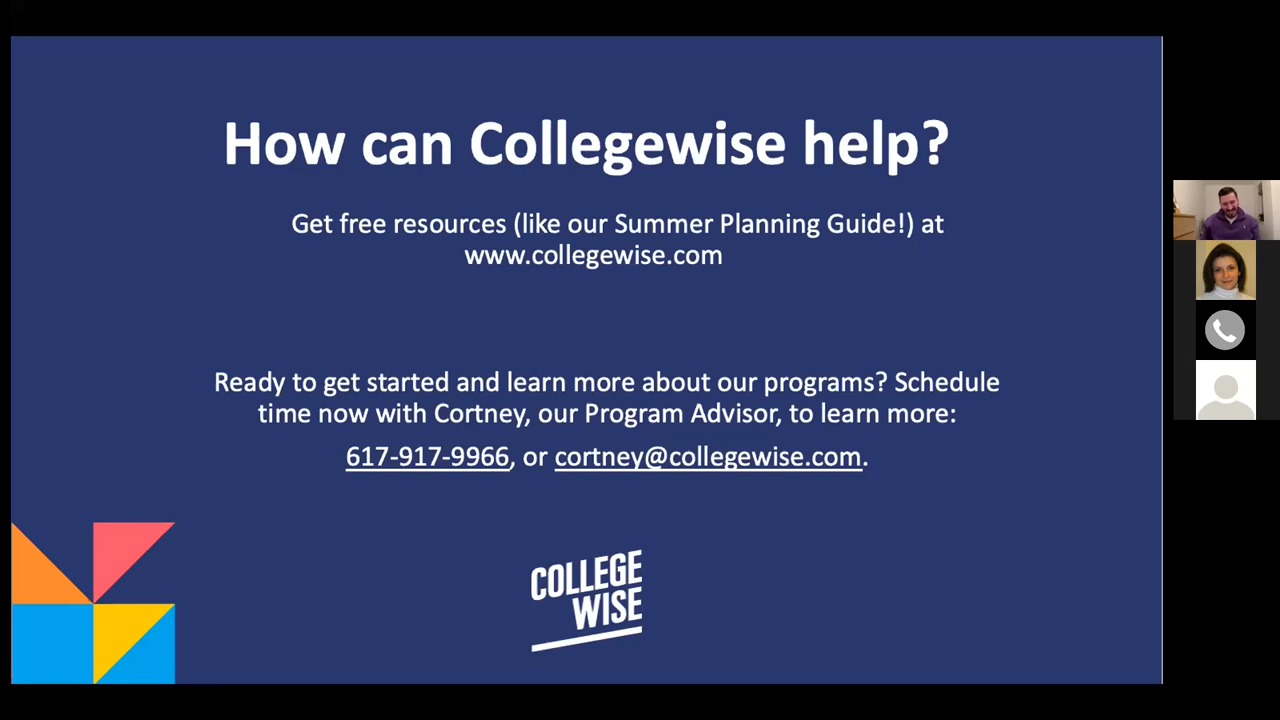 How can Collegewise help?
Get free resources (like our Summer Planning Guide!) at
www.collegewise.com
Ready to get started and learn more about our programs? Schedule
time now with Cortney, our Program Advisor, to learn more:
617-917-9966, or cortney@collegewise.com.
COLLEGE
WISE